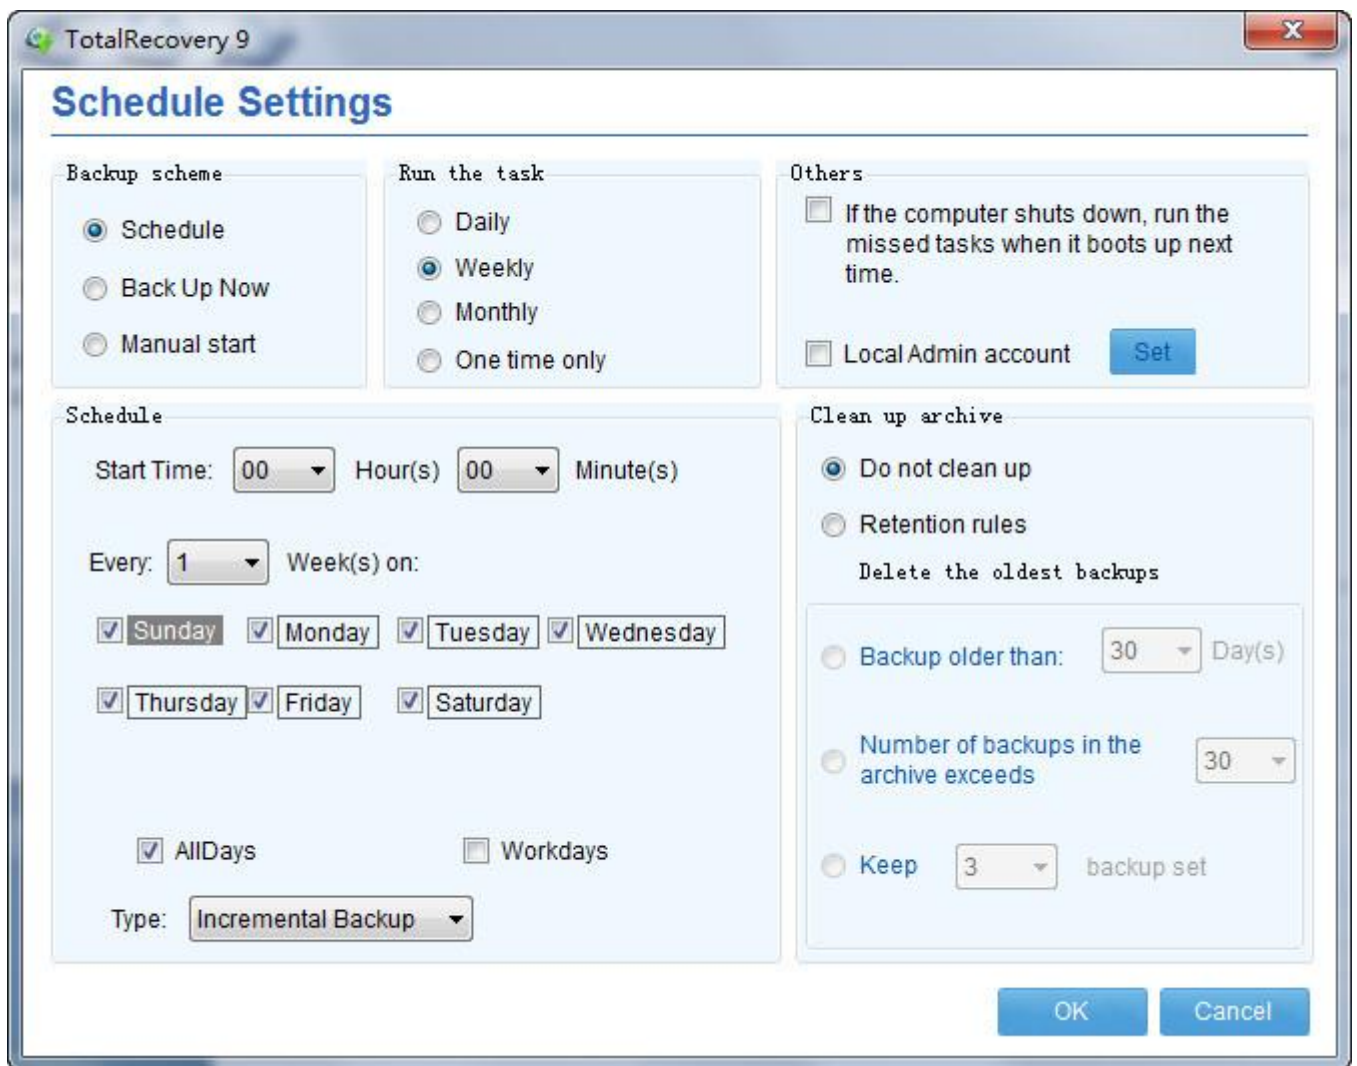 TotalRecovery 9
Schedule Settings
Backup scheme
Schedule
Back Up Now
Manual start
Run the task
Daily
Weekly
Monthly
One time only
Others
If the computer shuts down, run the
missed tasks when it boots up next
time.
Local Admin account
Set
Schedule
Start Time: 00 Hour(s) 00 Minute(s)
Every: 1 Week(s) on:
Sunday Monday Tuesday Wednesday
Thursday Friday Saturday
AllDays Workdays
Type: Incremental Backup
Clean up archive
Do not clean up
Retention rules
Delete the oldest backups
Backup older than: 30 Day(s)
Number of backups in the
archive exceeds 30
Keep 3 backup set
OK Cancel